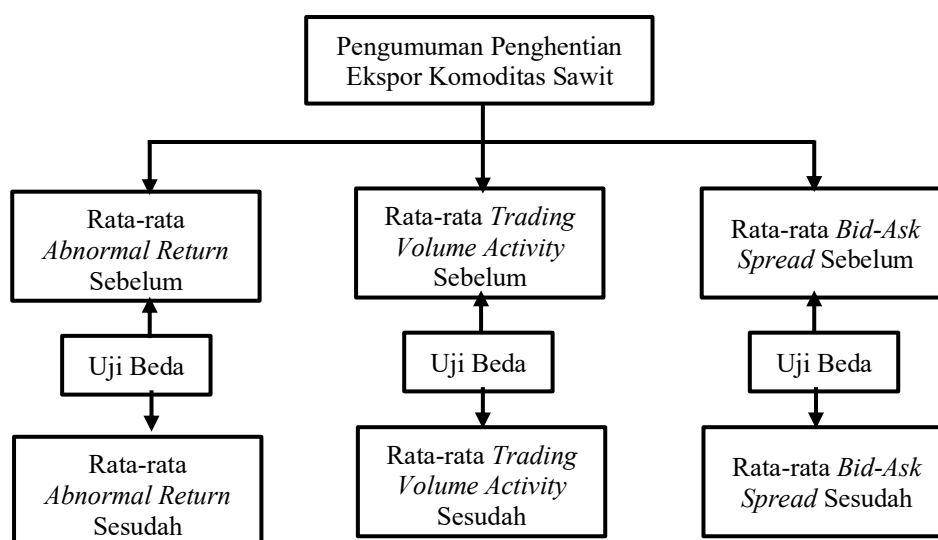 Pengumuman Penghentian
Ekspor Komoditas Sawit
Rata-rata
Abnormal Return
Sebelum
Rata-rata Trading
Volume Activity
Sebelum
Rata-rata Bid-Ask
Spread Sebelum
Uji Beda
Uji Beda
Uji Beda
Rata-rata
Abnormal Return
Sesudah
Rata-rata Trading
Volume Activity
Sesudah
Rata-rata Bid-Ask
Spread Sesudah